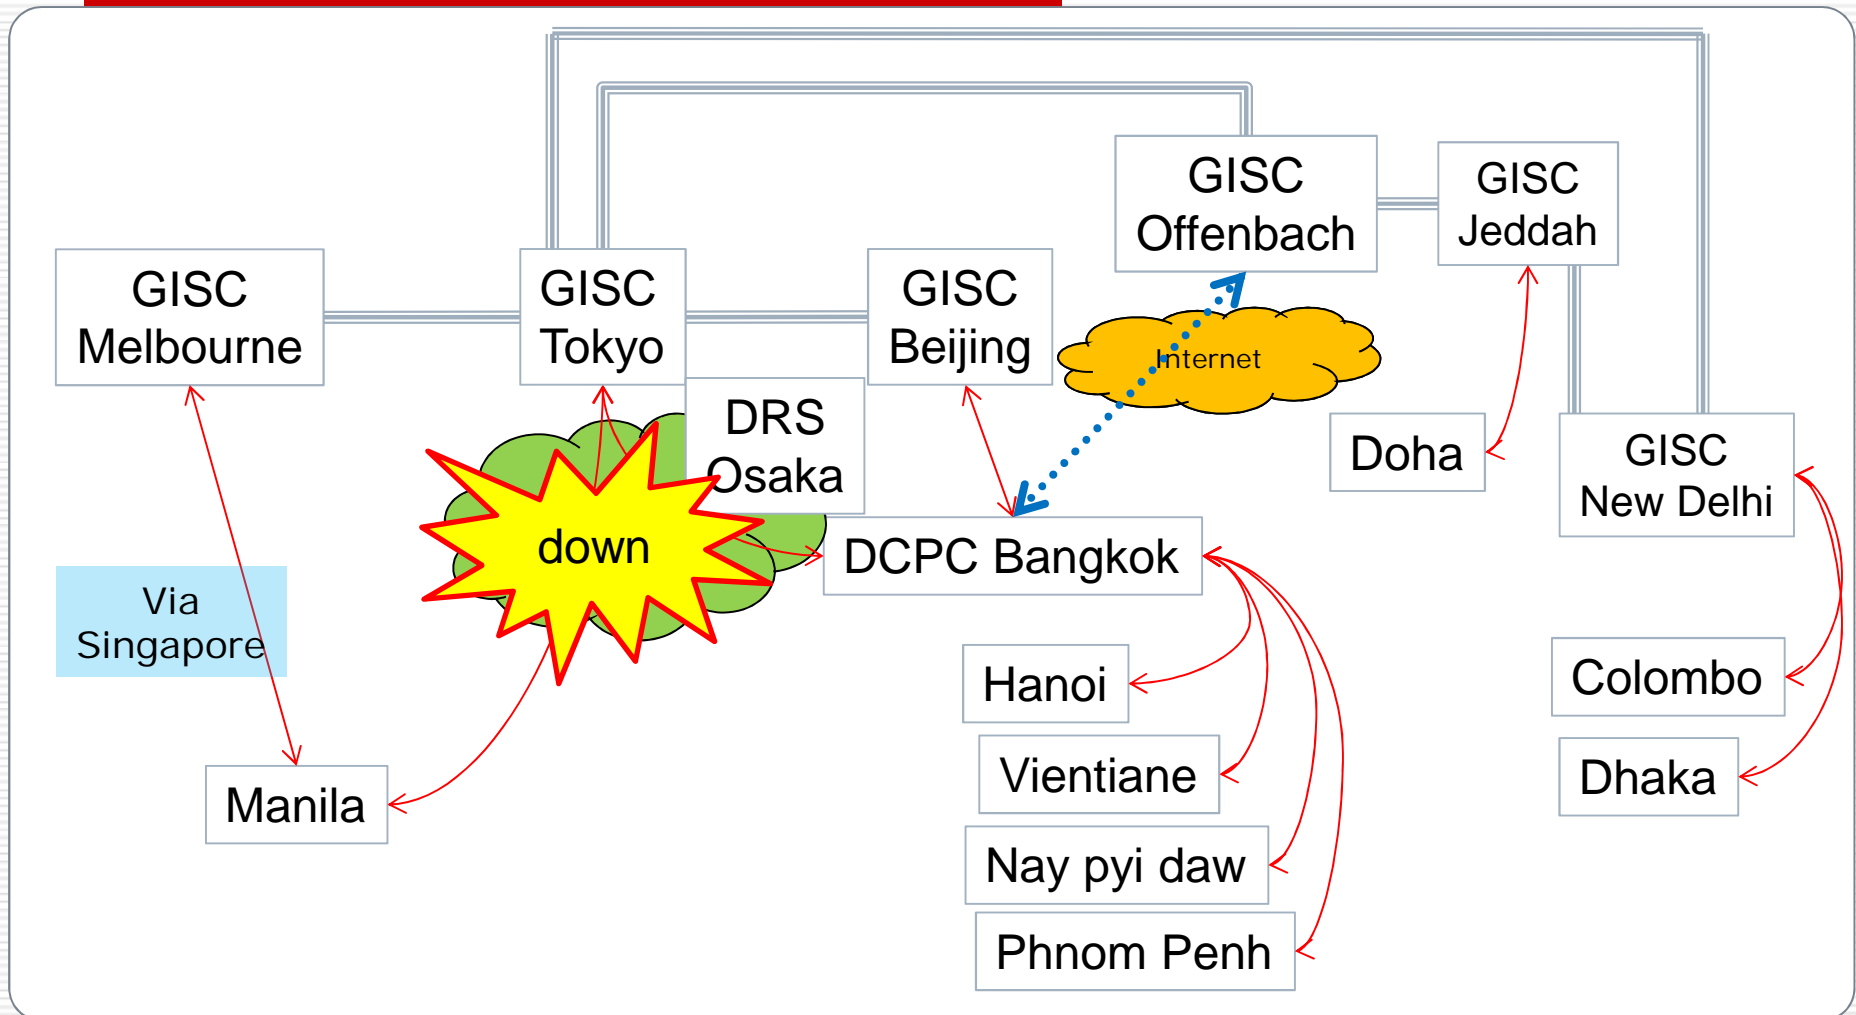 GISC
Offenbach
GISC
Jeddah
GISC
Melbourne
GISC
Tokyo
GISC
Beijing
Internet
DRS
Osaka
Doha
GISC
New Delhi
down
DCPC Bangkok
Via
Singapore
Hanoi
Colombo
Vientiane
Dhaka
Manila
Nay pyi daw
Phnom Penh